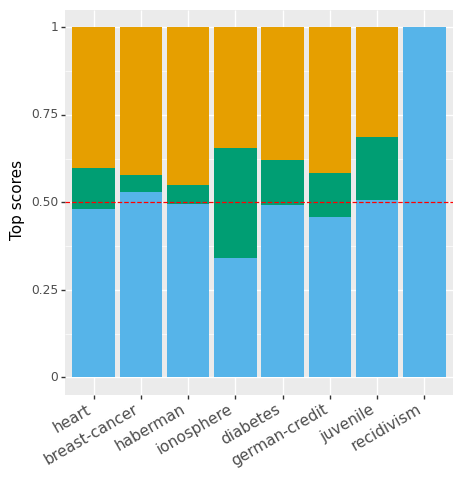 Top scores
1
0.75
0.50
0.25
0
heart
breast-cancer
haberman
ionosphere
diabetes
german-credit
juvenile
recidivism